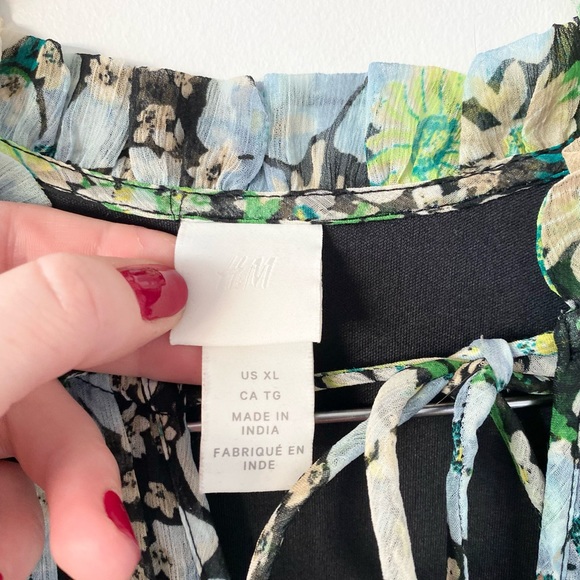 H&M
US XL
CA TG
MADE IN
INDIA
FABRIQUÉ EN
INDE